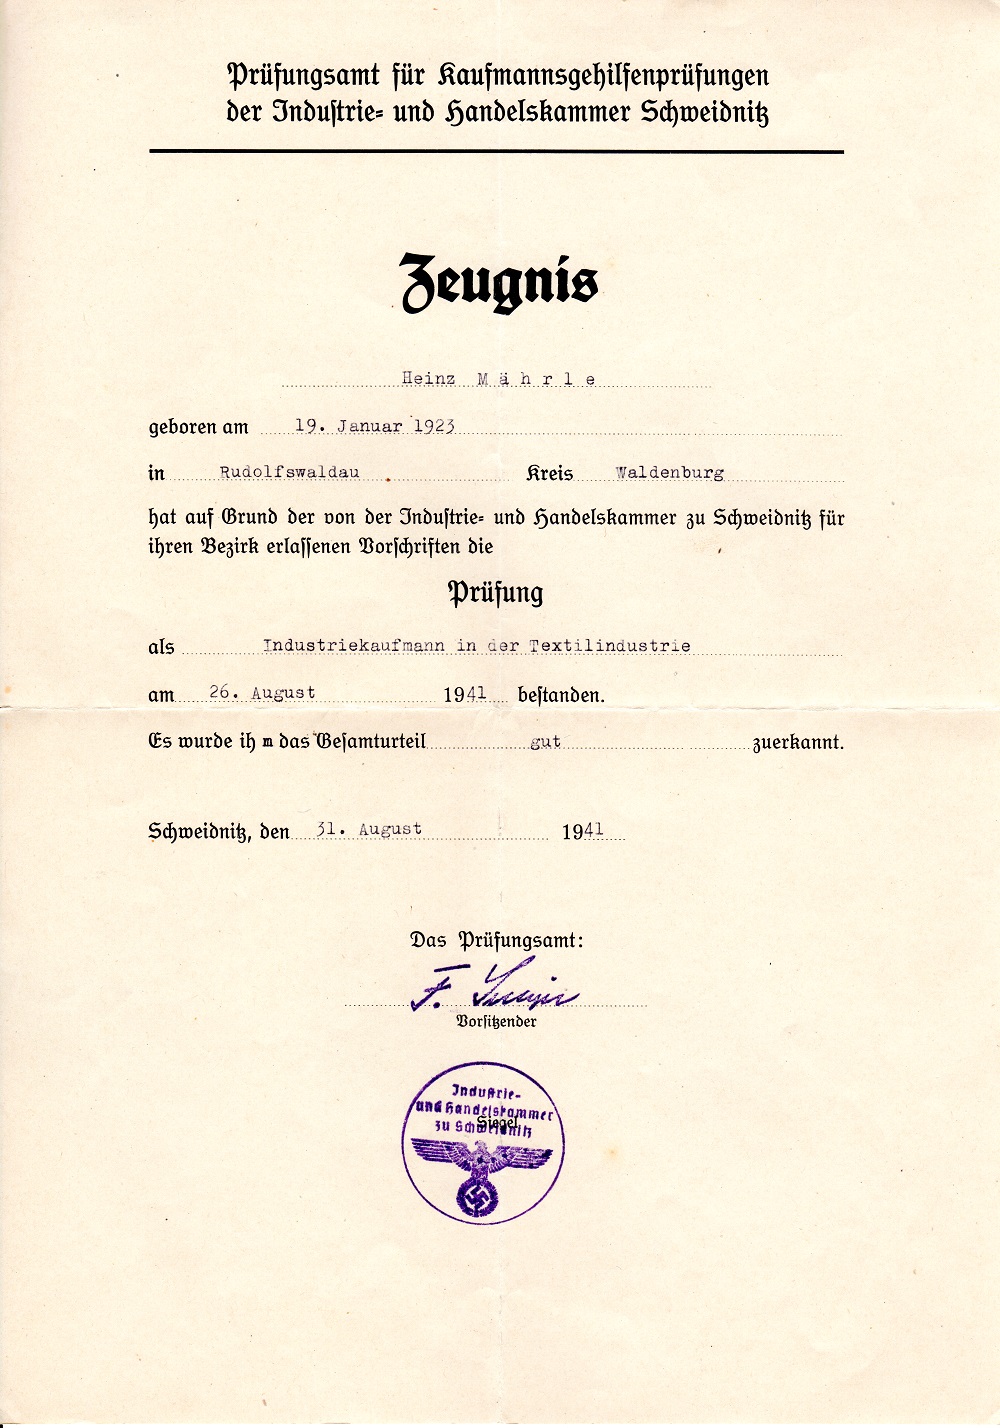 Prüfungsamt für Kaufmannsgehilfenprüfungen
der Industrie- und Handelskammer Schweidnitz
Zeugnis
Heinz Mährle
geboren am 19. Januar 1923
in Rudolfswaldau Kreis Waldenburg
hat auf Grund der von der Industrie- und Handelskammer zu Schweidnitz für
ihren Bezirk erlassenen Vorschriften die
Prüfung
als Industriekaufmann in der Textilindustrie
am 26. August 1941 bestanden.
Es wurde ihm das Gesamturteil gut zuerkannt.
Schweidnitz, den 31. August 1941
Das Prüfungsamt:
F.
Vorsitzender
Industrie-
und Handelskammer
Siegel
zu Schweidnitz